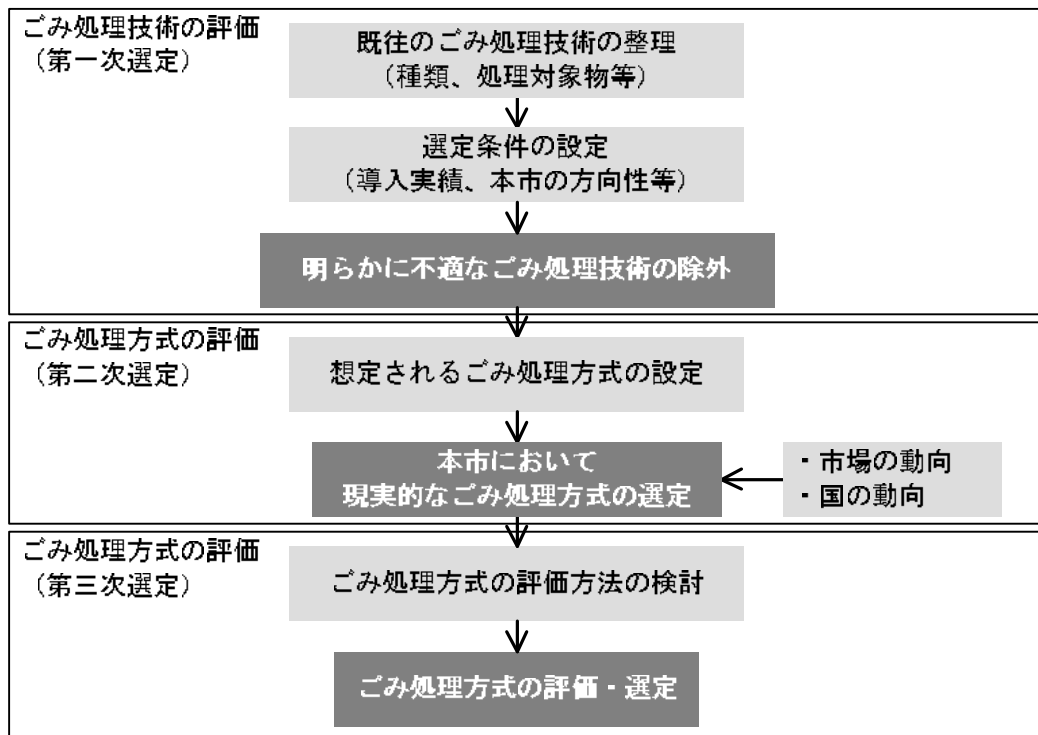 ごみ処理技術の評価
（第一次選定）
既往のごみ処理技術の整理
（種類、処理対象物等）
選定条件の設定
（導入実績、本市の方向性等）
明らかに不適なごみ処理技術の除外
ごみ処理方式の評価
（第二次選定）
想定されるごみ処理方式の設定
本市において
現実的なごみ処理方式の選定
・市場の動向
・国の動向
ごみ処理方式の評価
（第三次選定）
ごみ処理方式の評価方法の検討
ごみ処理方式の評価・選定